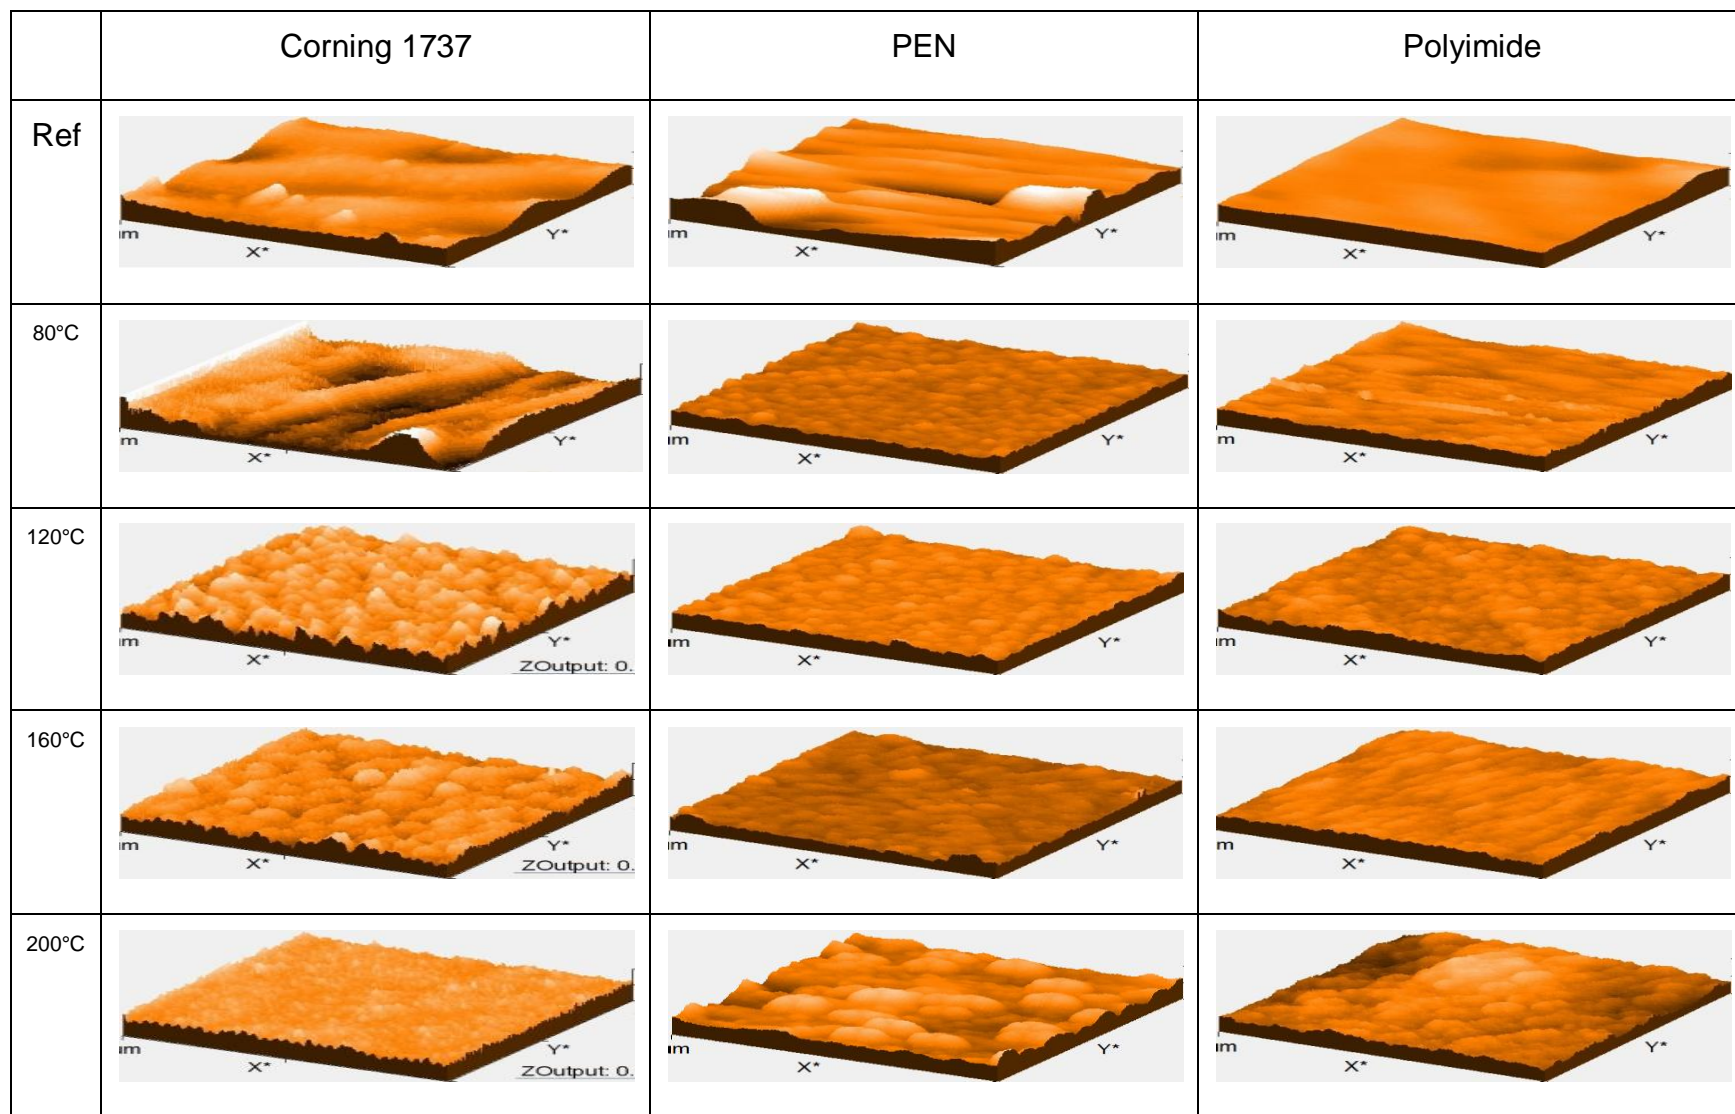 Corning 1737 PEN Polyimide
Ref
m Y* m Y* m Y*
X* X* X*
80°C
m Y* m Y* m Y*
X* X* X*
120°C
m Y* m Y* m Y*
X* X* X*
ZOutput: 0.
160°C
m Y* m Y* m Y*
X* X* X*
ZOutput: 0.
200°C
m Y* m Y* m Y*
X* X* X*
ZOutput: 0.